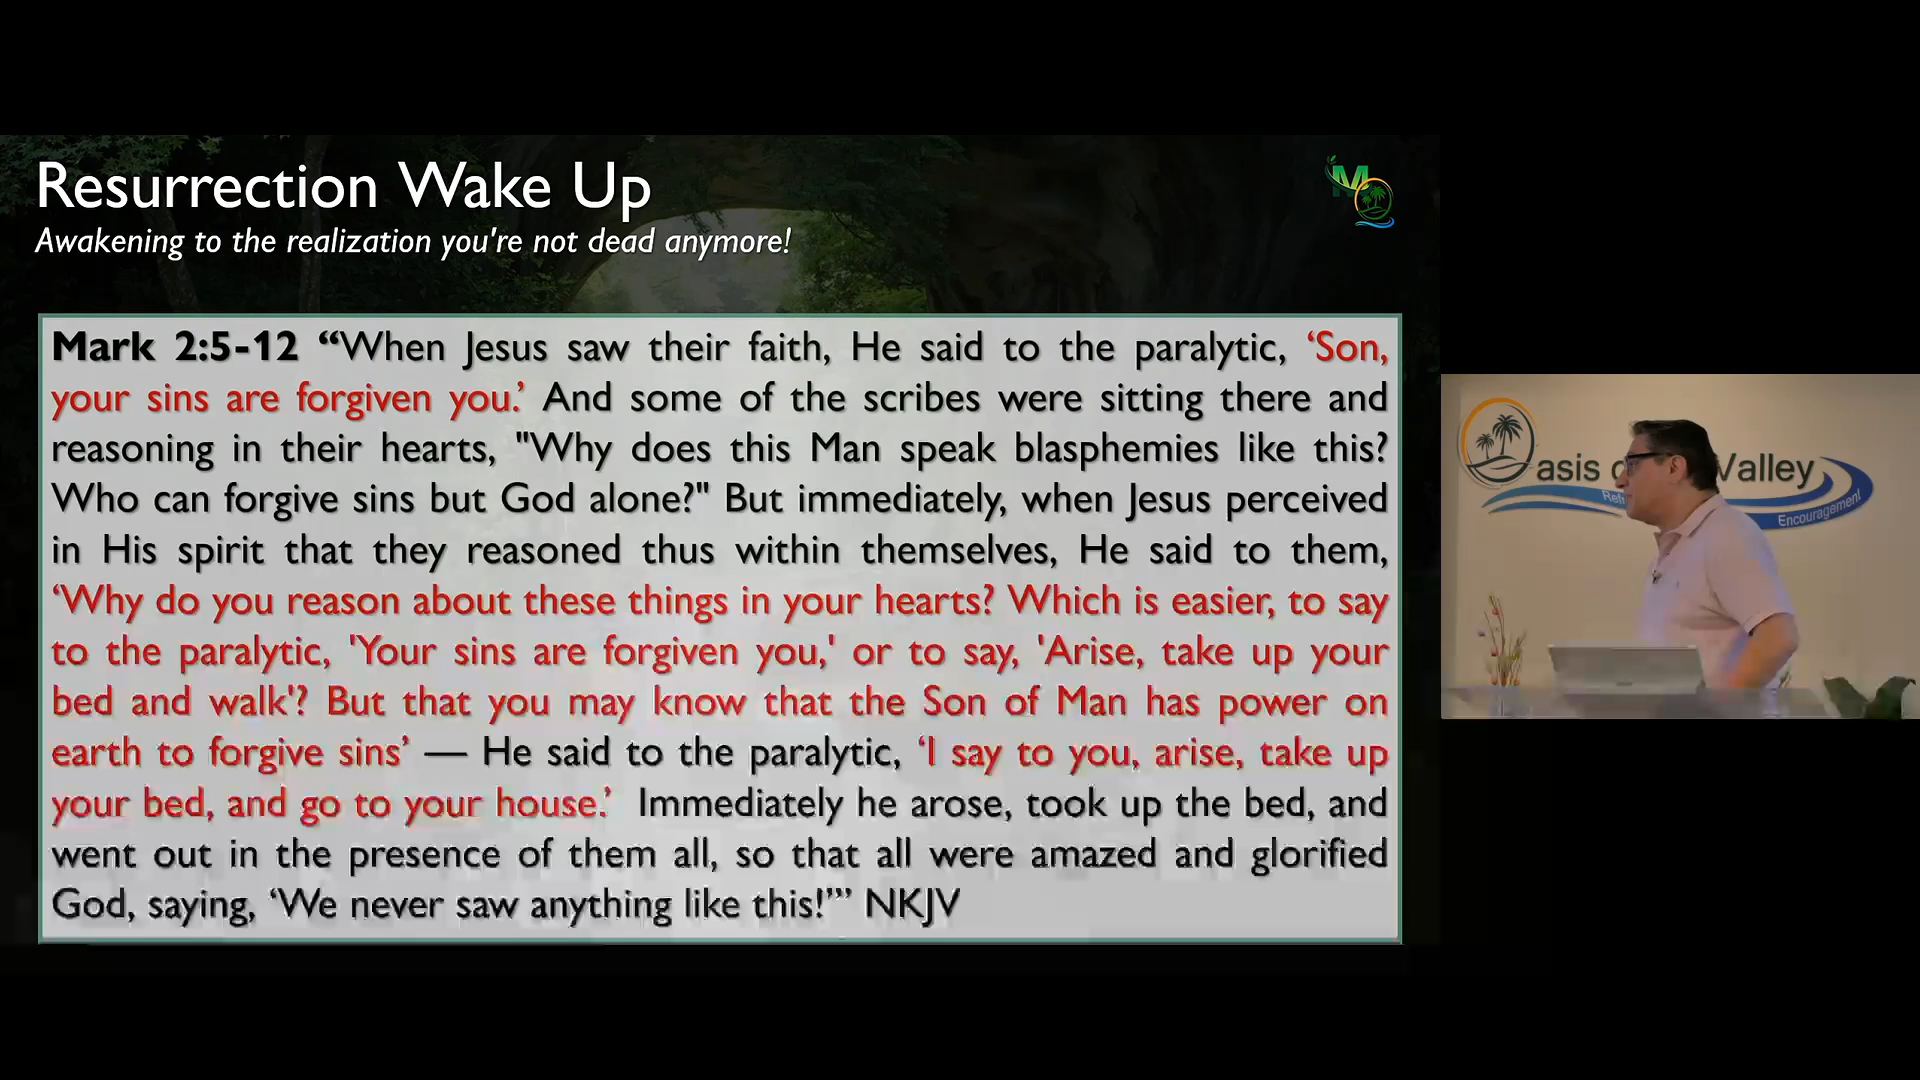 Resurrection Wake Up
Awakening to the realization you're not dead anymore!
Mark 2:5-12 “When Jesus saw their faith, He said to the paralytic, ‘Son,
your sins are forgiven you.’ And some of the scribes were sitting there and
reasoning in their hearts, "Why does this Man speak blasphemies like this?
Who can forgive sins but God alone?" But immediately, when Jesus perceived
in His spirit that they reasoned thus within themselves, He said to them,
‘Why do you reason about these things in your hearts? Which is easier, to say
to the paralytic, 'Your sins are forgiven you,' or to say, 'Arise, take up your
bed and walk'? But that you may know that the Son of Man has power on
earth to forgive sins’ — He said to the paralytic, ‘I say to you, arise, take up
your bed, and go to your house.’ Immediately he arose, took up the bed, and
went out in the presence of them all, so that all were amazed and glorified
God, saying, ‘We never saw anything like this!’” NKJV
M
asis Valley
Encouragement